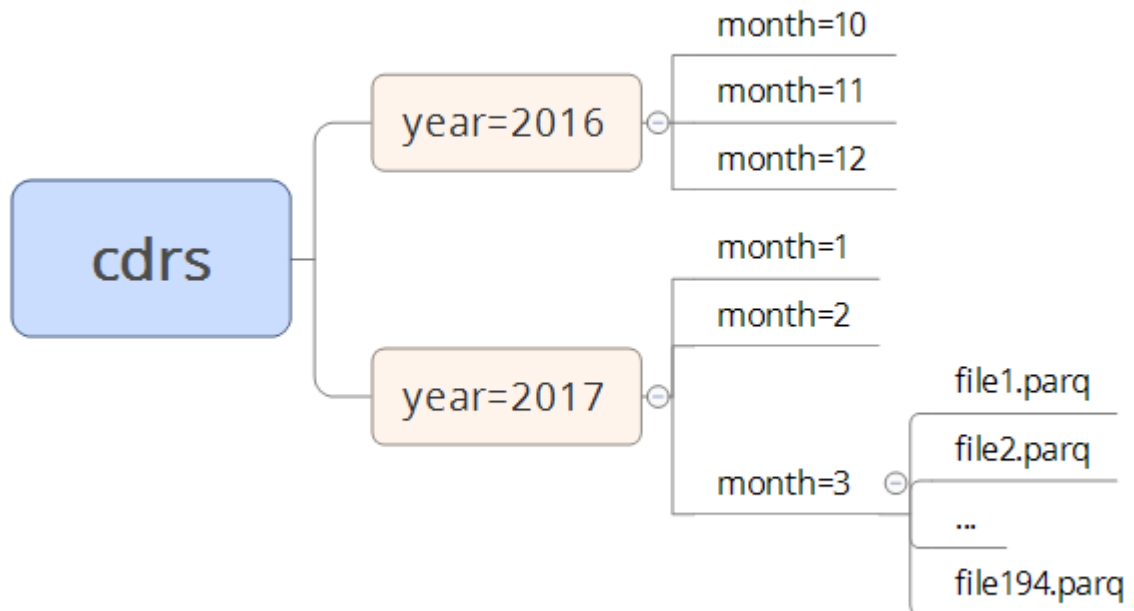 cdrs
year=2016
month=10
month=11
month=12
year=2017
month=1
month=2
month=3
file1.parq
file2.parq
...
file194.parq